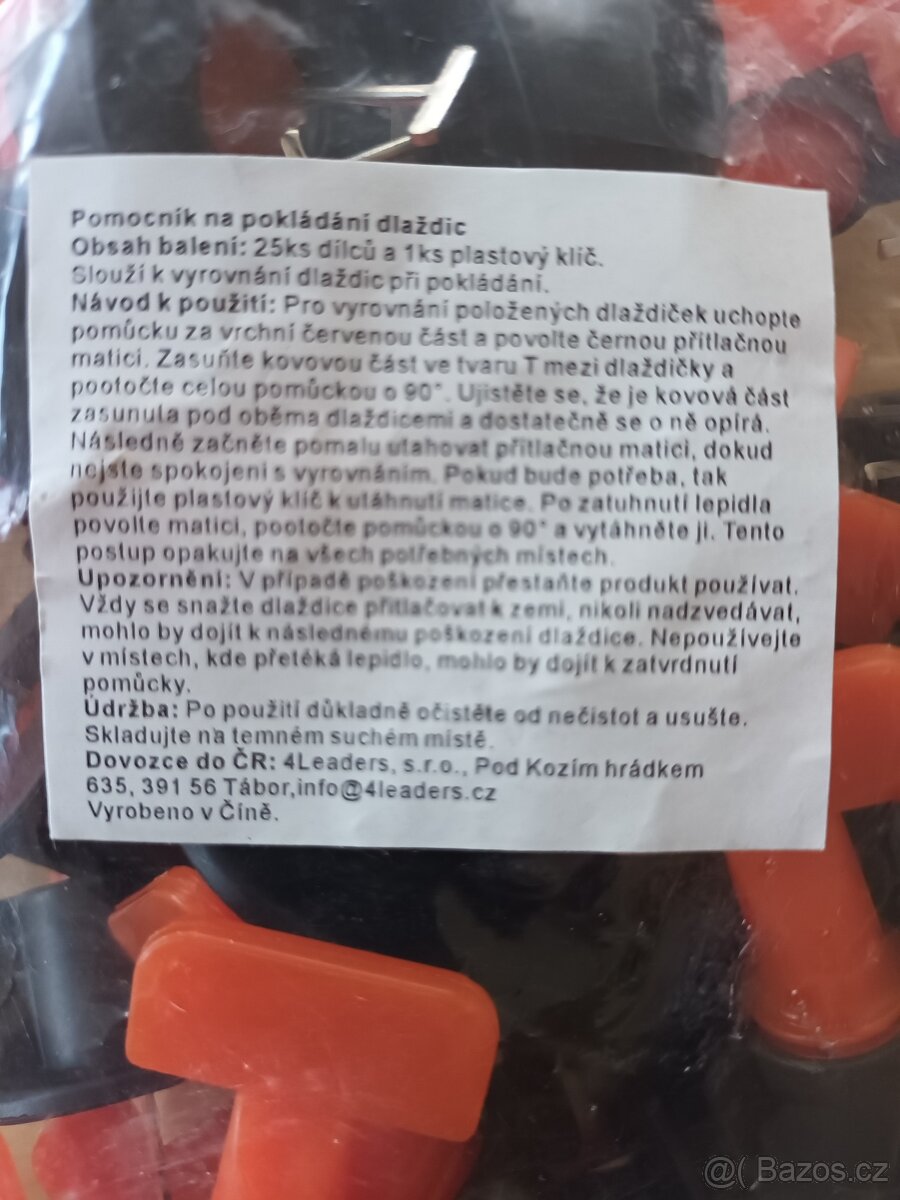 Pomocník na pokládání dlaždic
Obsah balení: 25ks dílců a 1ks plastový klíč.
Slouží k vyrovnání dlaždic při pokládání.
Návod k použití: Pro vyrovnání položených dlaždiček uchopte
pomůcku za vrchní červenou část a povolte černou přítlačnou
matici. Zasuňte kovovou část ve tvaru T mezi dlaždičky a
pootočte celou pomůckou o 90°. Ujistěte se, že je kovová část
zasunula pod oběma dlaždicemi a dostatečně se o ně opírá.
Následně začněte pomalu utahovat přítlačnou matici, dokud
nejste spokojeni s vyrovnáním. Pokud bude potřeba, tak
použijte plastový klíč k utáhnutí matice. Po zatuhnutí lepidla
povolte matici, pootočte pomůckou o 90° a vytáhněte ji. Tento
postup opakujte na všech potřebných místech.
Upozornění: V případě poškození přestaňte produkt používat.
Vždy se snažte dlaždice přitlačovat k zemi, nikoli nadzvedávat,
mohlo by dojít k následnému poškození dlaždice. Nepoužívejte
v místech, kde přetéká lepidlo, mohlo by dojít k zatvrdnutí
pomůcky.
Údržba: Po použití důkladně očistěte od nečistot a usušte.
Skladujte na temném suchém místě.
Dovozce do ČR: 4Leaders, s.r.o., Pod Kozím hrádkem
635, 391 56 Tábor,info@4leaders.cz
Vyrobeno v Číně.
@( Bazos.cz